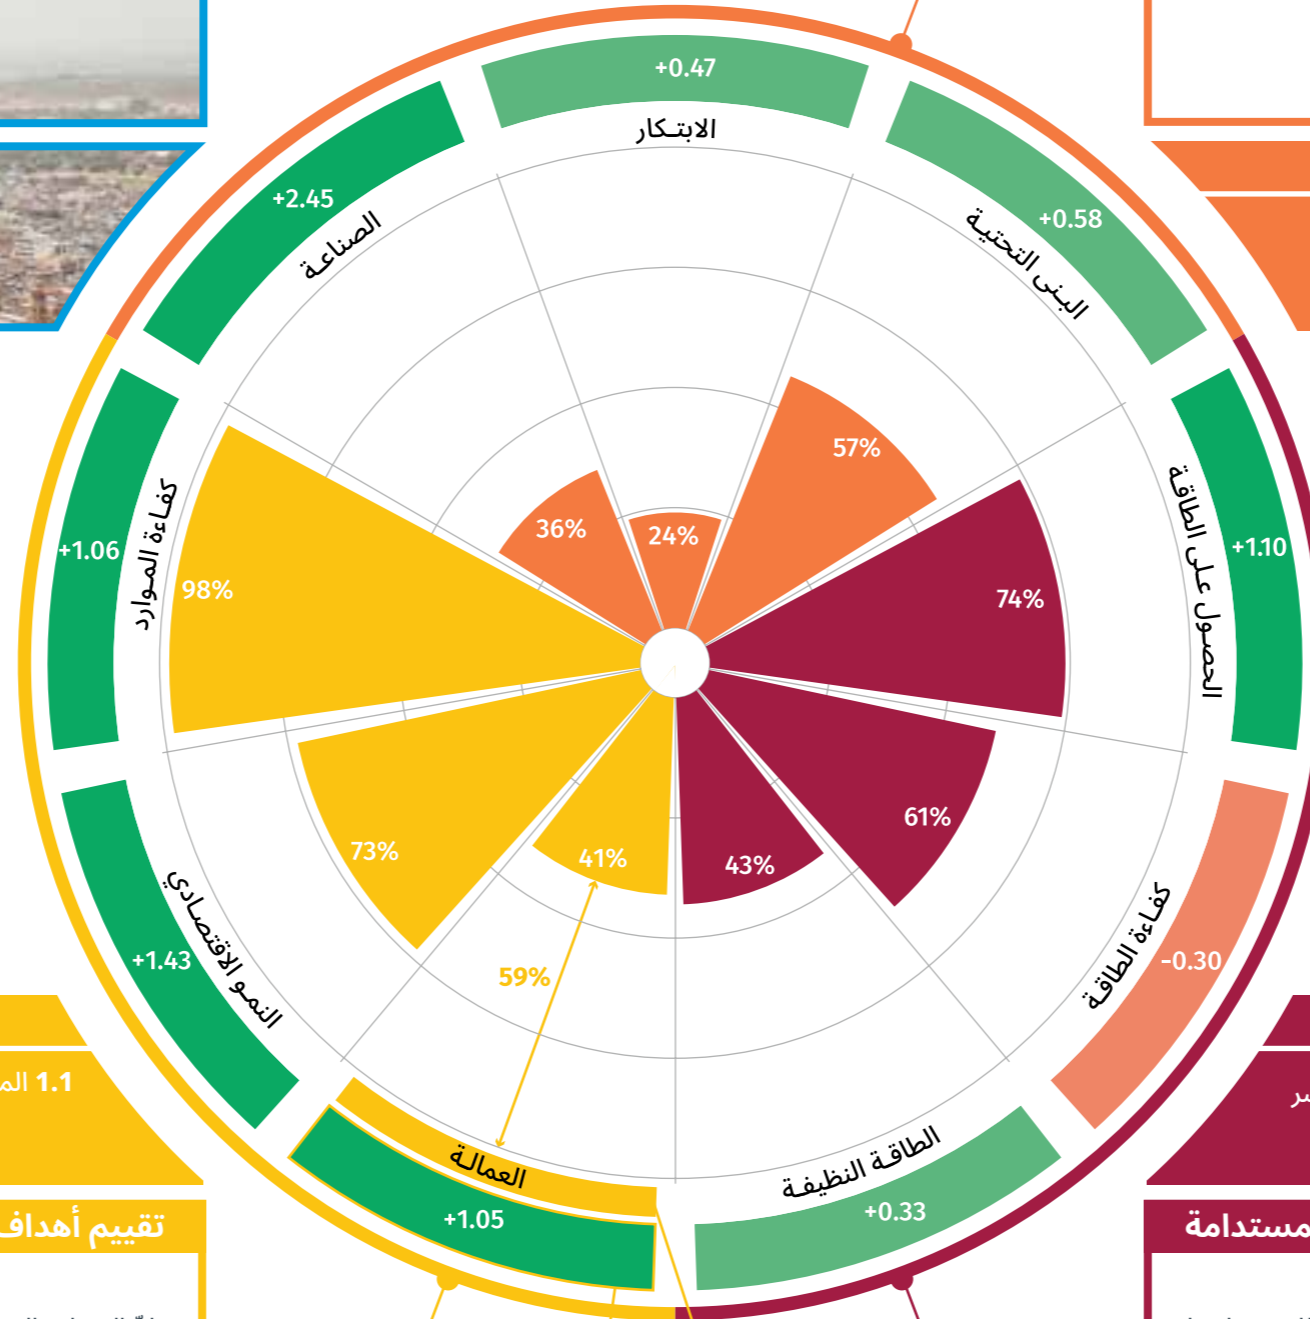 +0.47
الابتكار
+0.58
البنى التحتية
57%
+1.10
الحصول على الطاقة
74%
-0.30
كفاءة الطاقة
61%
+0.33
الطاقة النظيفة
43%
+1.05
العمالة
41%
59%
+1.43
النمو الاقتصادي
73%
+1.06
كفاءة الموارد
98%
+2.45
الصناعة
36%
24%
1.1
تقييم أهداف